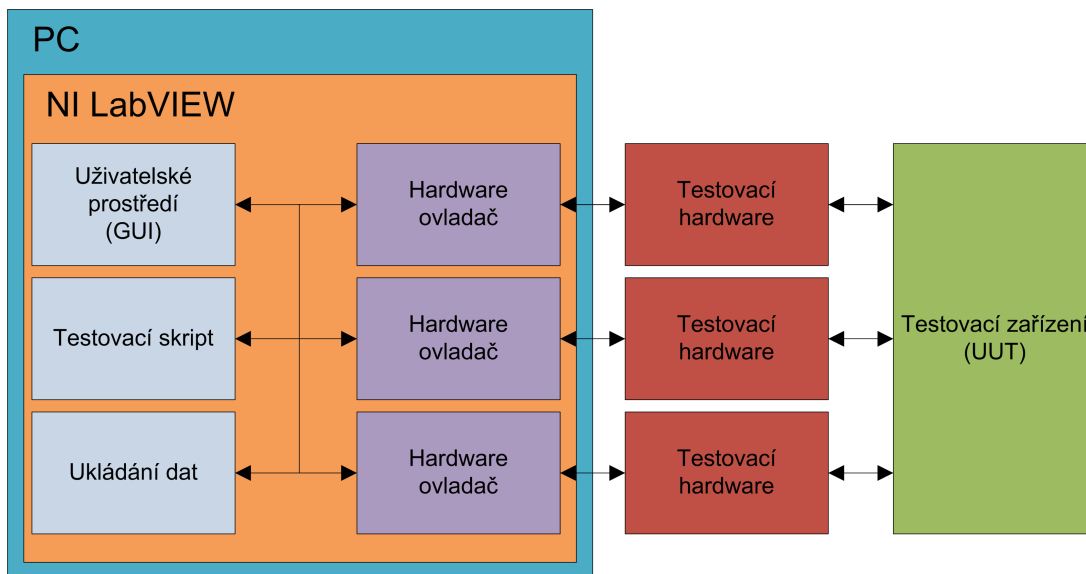 PC
NI LabVIEW
Uživatelské
prostředí
(GUI)
Hardware
ovladač
Testovací
hardware
Testovací skript
Hardware
ovladač
Testovací
hardware
Testovací zařízení
(UUT)
Ukládání dat
Hardware
ovladač
Testovací
hardware